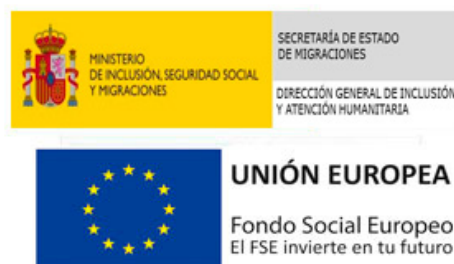 MINISTERIO
DE INCLUSIÓN, SEGURIDAD SOCIAL
Y MIGRACIONES
SECRETARÍA DE ESTADO
DE MIGRACIONES
DIRECCIÓN GENERAL DE INCLUSIÓN
Y ATENCIÓN HUMANITARIA
UNIÓN EUROPEA
Fondo Social Europeo
El FSE invierte en tu futuro